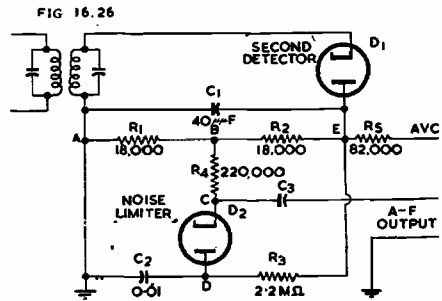 FIG 16.26
SECOND
DETECTOR
D1
C1
40μμF
A
R1
18,000
B
R2
18,000
E
R5
82,000
AVC
R4
220,000
C
C3
NOISE
LIMITER
D2
A-F
OUTPUT
C2
0·01
D
R3
2·2MΩ